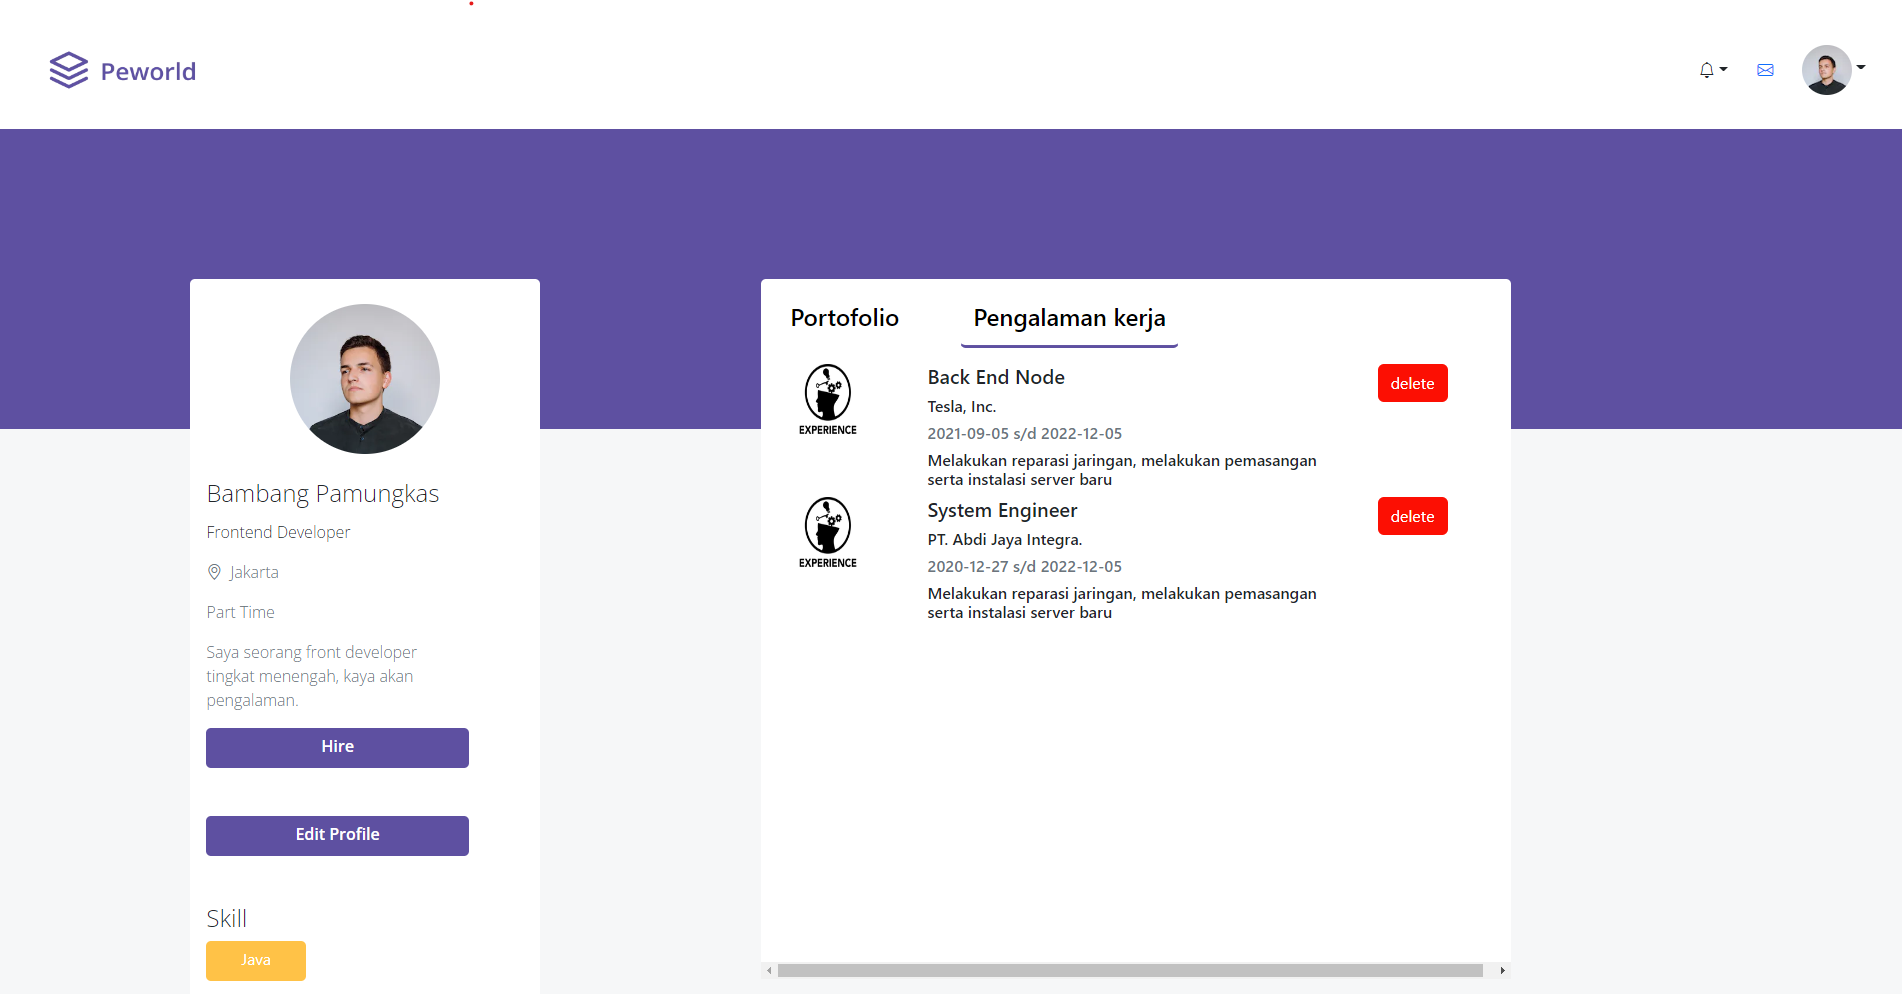 Peworld
Bambang Pamungkas
Frontend Developer
Jakarta
Part Time
Saya seorang front developer
tingkat menengah, kaya akan
pengalaman.
Hire
Edit Profile
Skill
Java
Portofolio
Pengalaman kerja
EXPERIENCE
Back End Node
Tesla, Inc.
2021-09-05 s/d 2022-12-05
Melakukan reparasi jaringan, melakukan pemasangan
serta instalasi server baru
delete
EXPERIENCE
System Engineer
PT. Abdi Jaya Integra.
2020-12-27 s/d 2022-12-05
Melakukan reparasi jaringan, melakukan pemasangan
serta instalasi server baru
delete